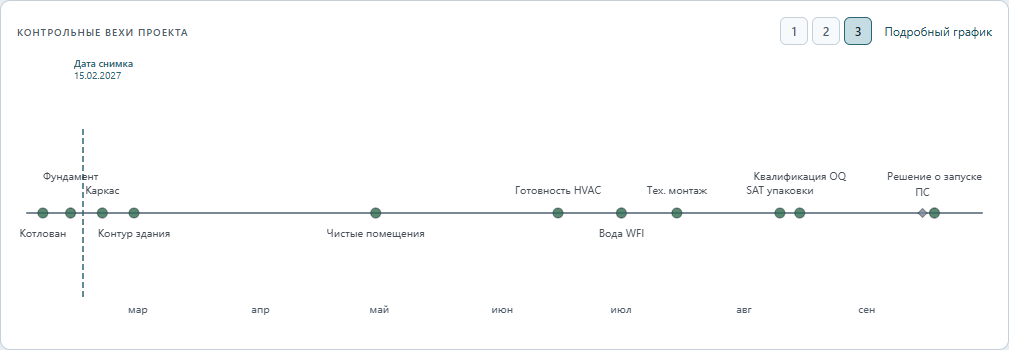 КОНТРОЛЬНЫЕ ВЕХИ ПРОЕКТА
1 2 3 Подробный график
Дата снимка
15.02.2027
Фундамент
Квалификация OQ
Решение о запуске
Каркас
Готовность HVAC
Тех. монтаж
SAT упаковки
ПС
Котлован
Контур здания
Чистые помещения
Вода WFI
мар апр май июн июл авг сен